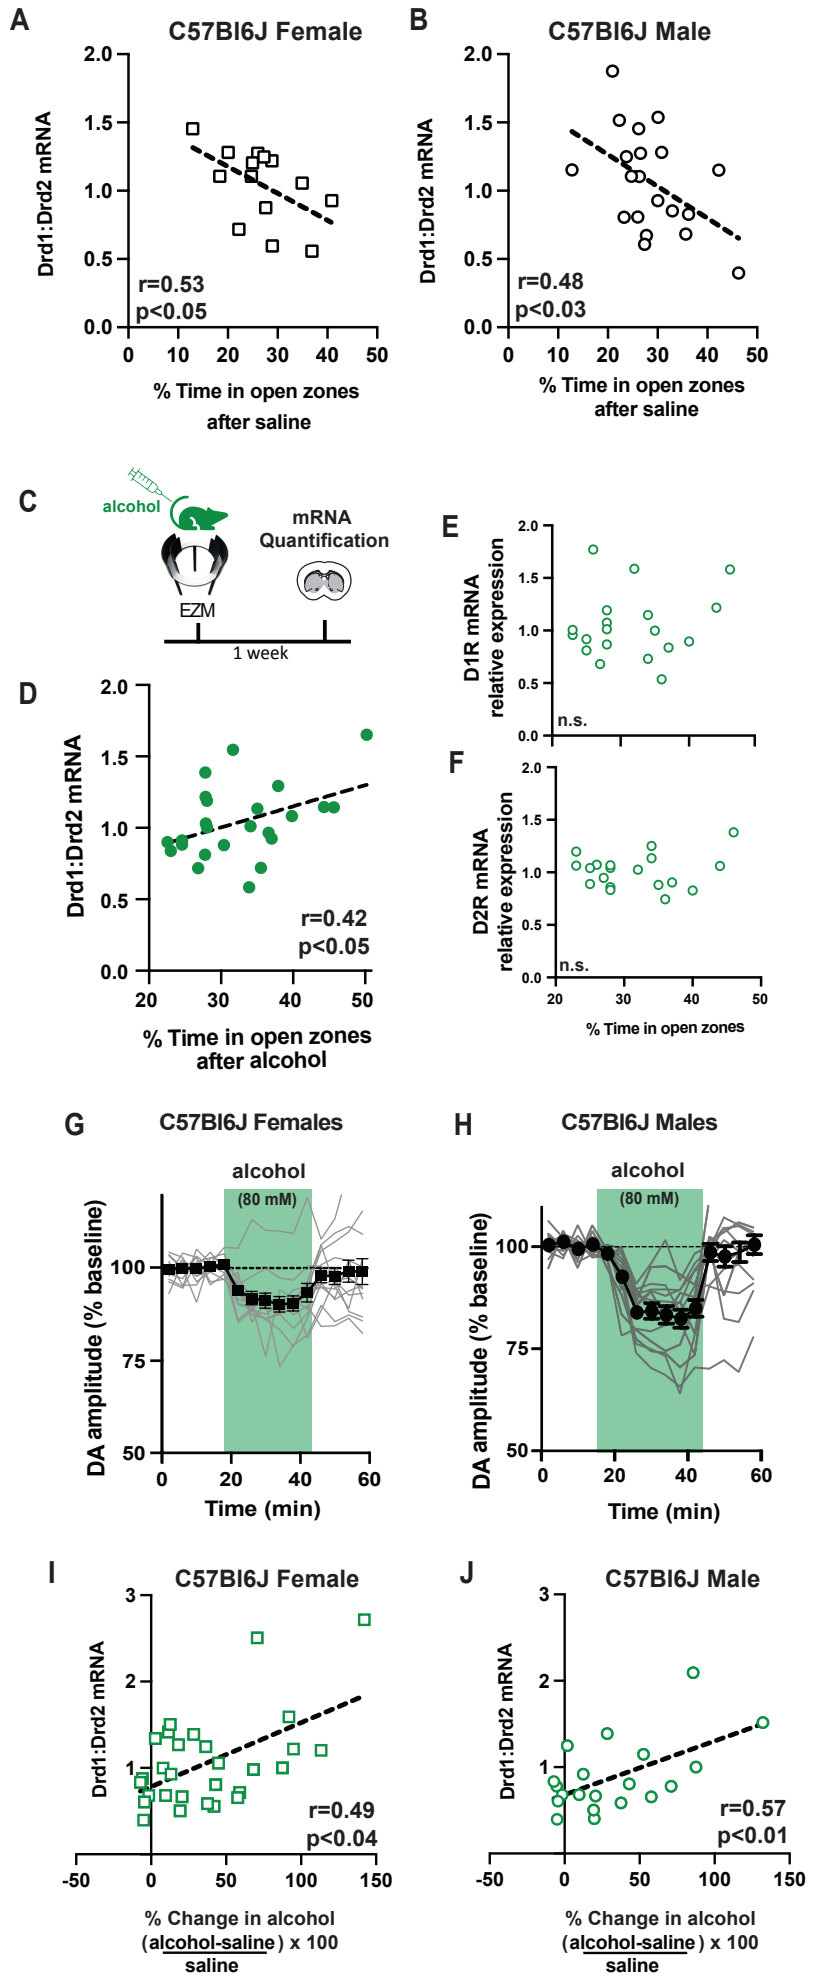 A
C57Bl6J Female
2.0
1.5
1.0
0.5
0.0
Drd1:Drd2 mRNA
r=0.53
p<0.05
0 10 20 30 40 50
% Time in open zones
after saline
B
C57Bl6J Male
2.0
1.5
1.0
0.5
0.0
Drd1:Drd2 mRNA
r=0.48
p<0.03
0 10 20 30 40 50
% Time in open zones
after saline
C
alcohol
mRNA
Quantification
EZM
1 week
D
2.0
1.5
1.0
0.5
0.0
Drd1:Drd2 mRNA
r=0.42
p<0.05
20 30 40 50
% Time in open zones
after alcohol
E
2.0
1.5
1.0
0.5
0.0
D1R mRNA
relative expression
n.s.
F
2.0
1.5
1.0
0.5
0.0
D2R mRNA
relative expression
n.s.
20 30 40 50
% Time in open zones
G
C57Bl6J Females
alcohol
(80 mM)
100
75
50
DA amplitude (% baseline)
0 20 40 60
Time (min)
H
C57Bl6J Males
alcohol
(80 mM)
100
75
50
DA amplitude (% baseline)
0 20 40 60
Time (min)
I
C57Bl6J Female
3
2
1
Drd1:Drd2 mRNA
r=0.49
p<0.04
-50 0 50 100 150
% Change in alcohol
(alcohol-saline) x 100
saline
J
C57Bl6J Male
3
2
1
Drd1:Drd2 mRNA
r=0.57
p<0.01
-50 0 50 100 150
% Change in alcohol
(alcohol-saline) x 100
saline